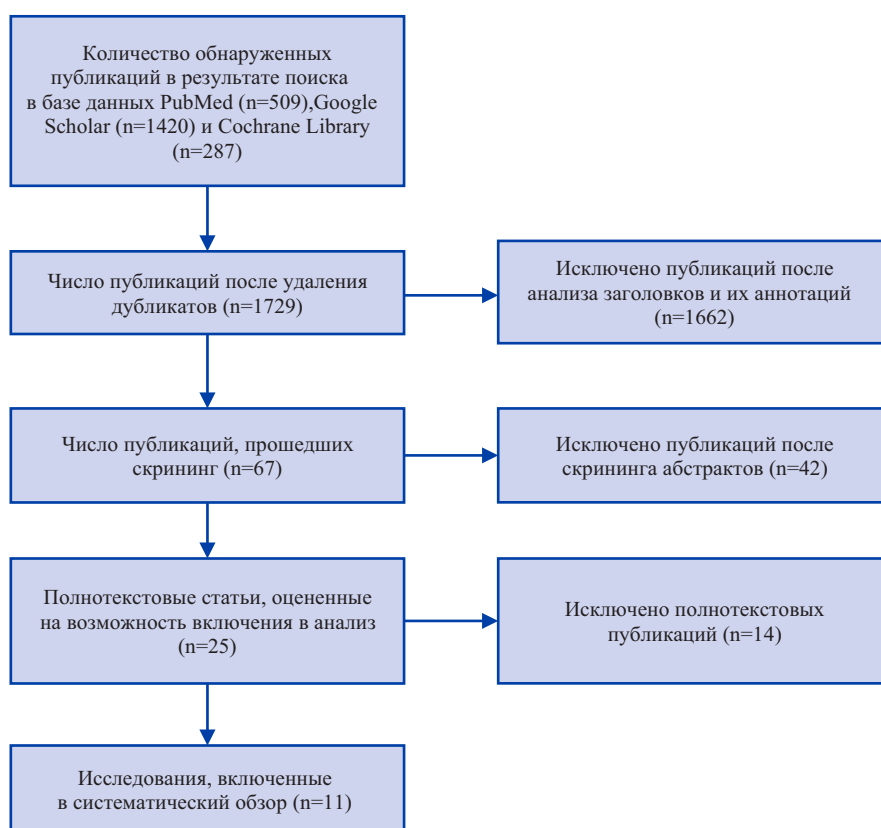 Количество обнаруженных
публикаций в результате поиска
в базе данных PubMed (n=509),Google
Scholar (n=1420) и Cochrane Library
(n=287)
Число публикаций после удаления
дубликатов (n=1729)
Исключено публикаций после
анализа заголовков и их аннотаций
(n=1662)
Число публикаций, прошедших
скрининг (n=67)
Исключено публикаций после
скрининга абстрактов (n=42)
Полнотекстовые статьи, оцененные
на возможность включения в анализ
(n=25)
Исключено полнотекстовых
публикаций (n=14)
Исследования, включенные
в систематический обзор (n=11)